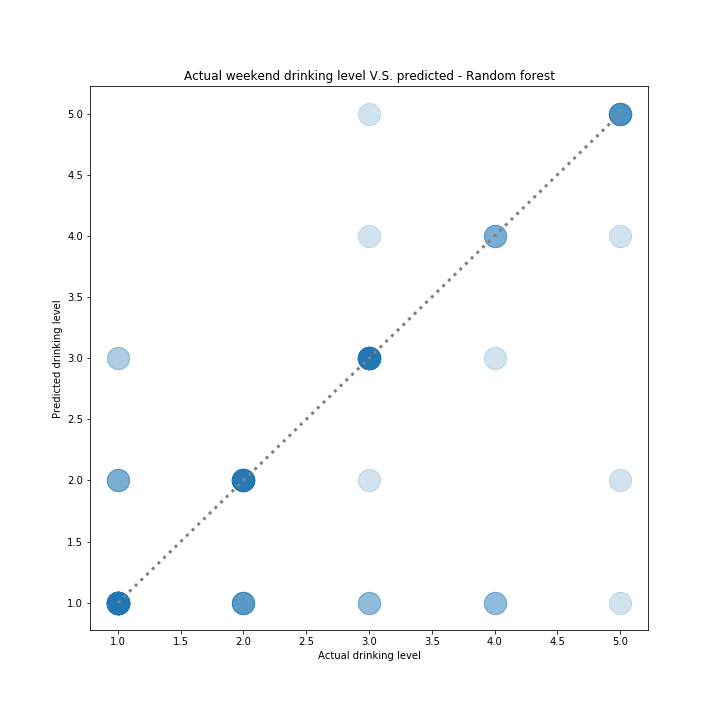 Actual weekend drinking level V.S. predicted - Random forest
5.0
4.5
4.0
3.5
3.0
2.5
2.0
1.5
1.0
Predicted drinking level
1.0 1.5 2.0 2.5 3.0 3.5 4.0 4.5 5.0
Actual drinking level